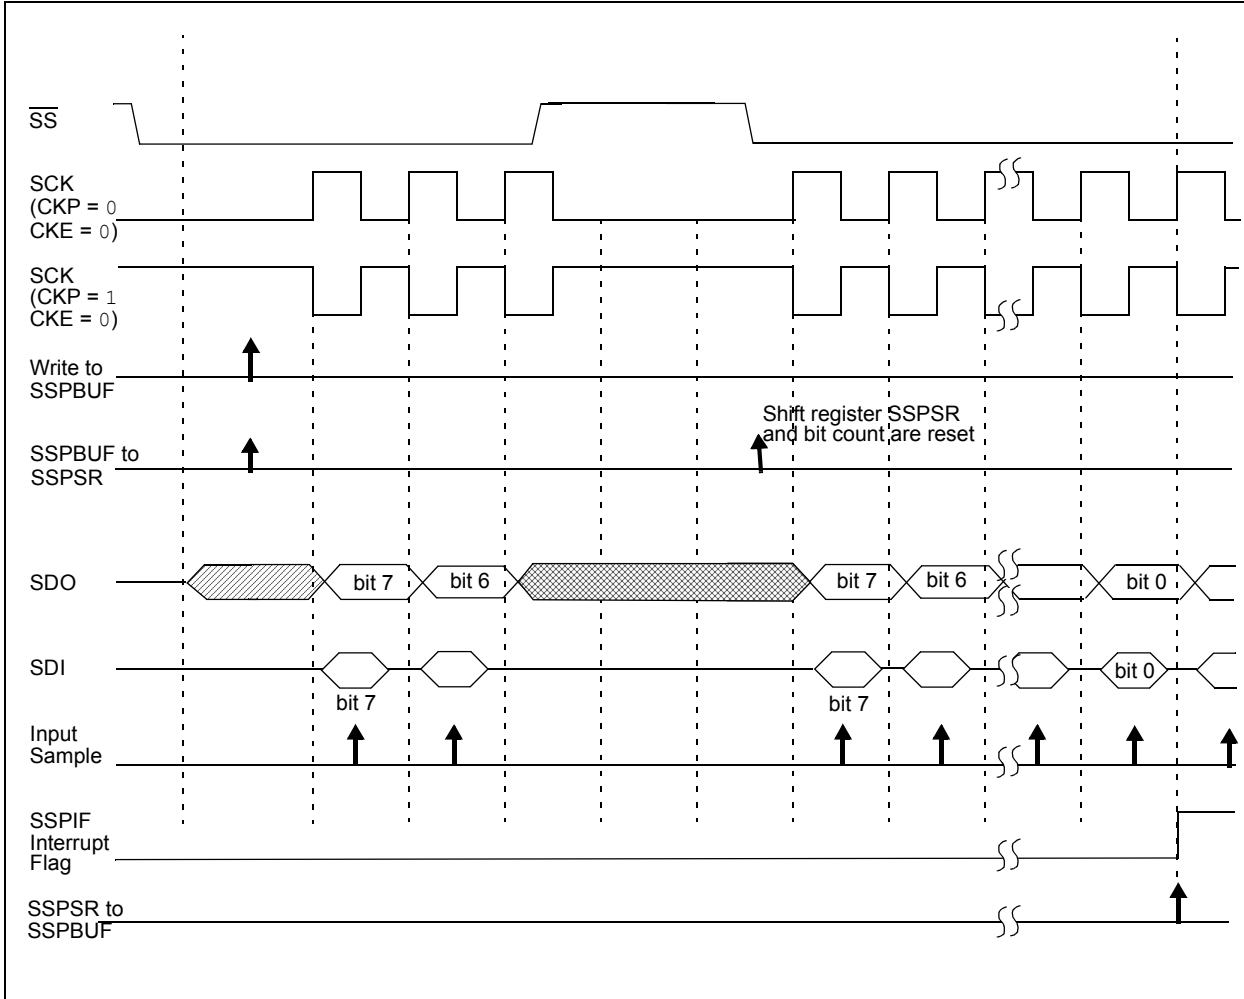 SS
SCK
(CKP = 0
CKE = 0)
SCK
(CKP = 1
CKE = 0)
Write to
SSPBUF
Shift register SSPSR
and bit count are reset
SSPBUF to
SSPSR
SDO
bit 7
bit 6
bit 7
bit 6
bit 0
SDI
bit 0
bit 7
bit 7
Input
Sample
SSPIF
Interrupt
Flag
SSPSR to
SSPBUF